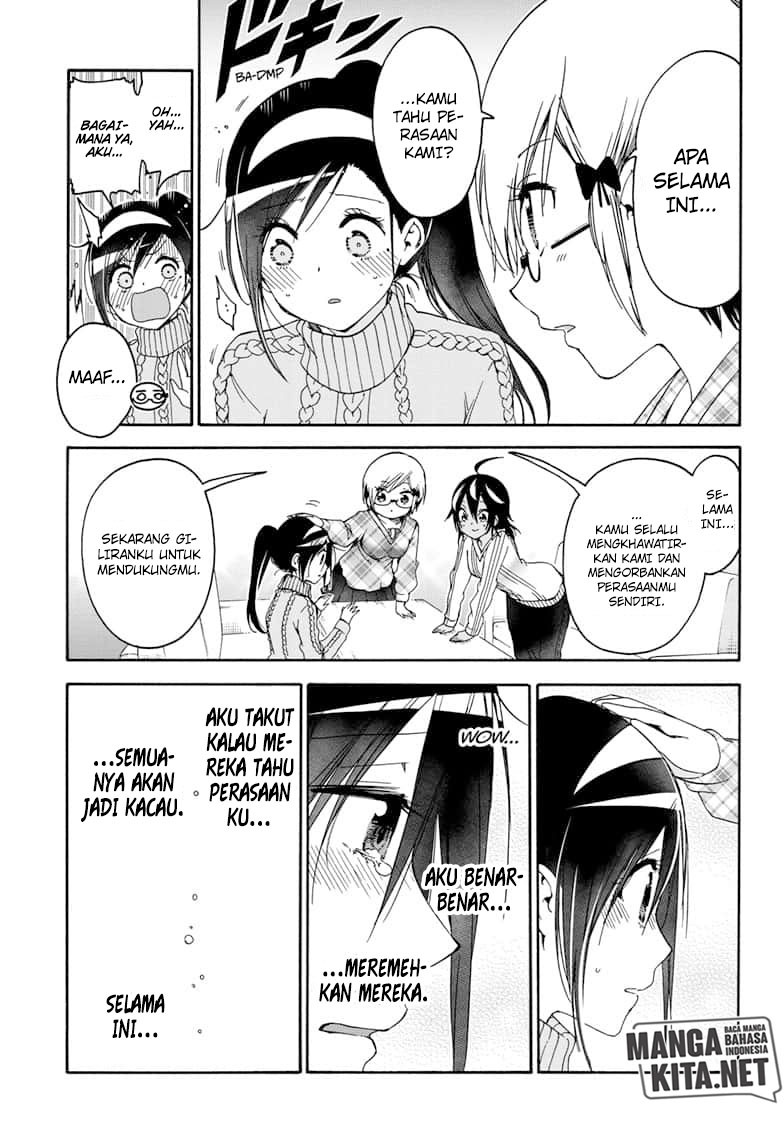 APA
SELAMA
INI...
...KAMU
TAHU PE-
RASAAN
KAMI?
ドキン
BA-DMP
OH...
YAH...
BAGAI-
MANA YA,
AKU...
MAAF...
SE-
LAMA
INI...
...
KAMU SELALU
MENGKHAWATIR-
KAN KAMI DAN
MENGORBANKAN
PERASAANMU
SENDIRI.
SEKARANG GI-
LIRANKU UNTUK
MENDUKUNGMU.
WOW...
AKU BENAR-
BENAR...
...MEREMEH-
KAN MEREKA.
AKU TAKUT
KALAU ME-
REKA TAHU
PERASAAN
KU...
...SEMUA-
NYA AKAN
JADI KACAU.
SELAMA
INI...
MANGA
KITA.NET
BACA MANGA
BAHASA
INDONESIA